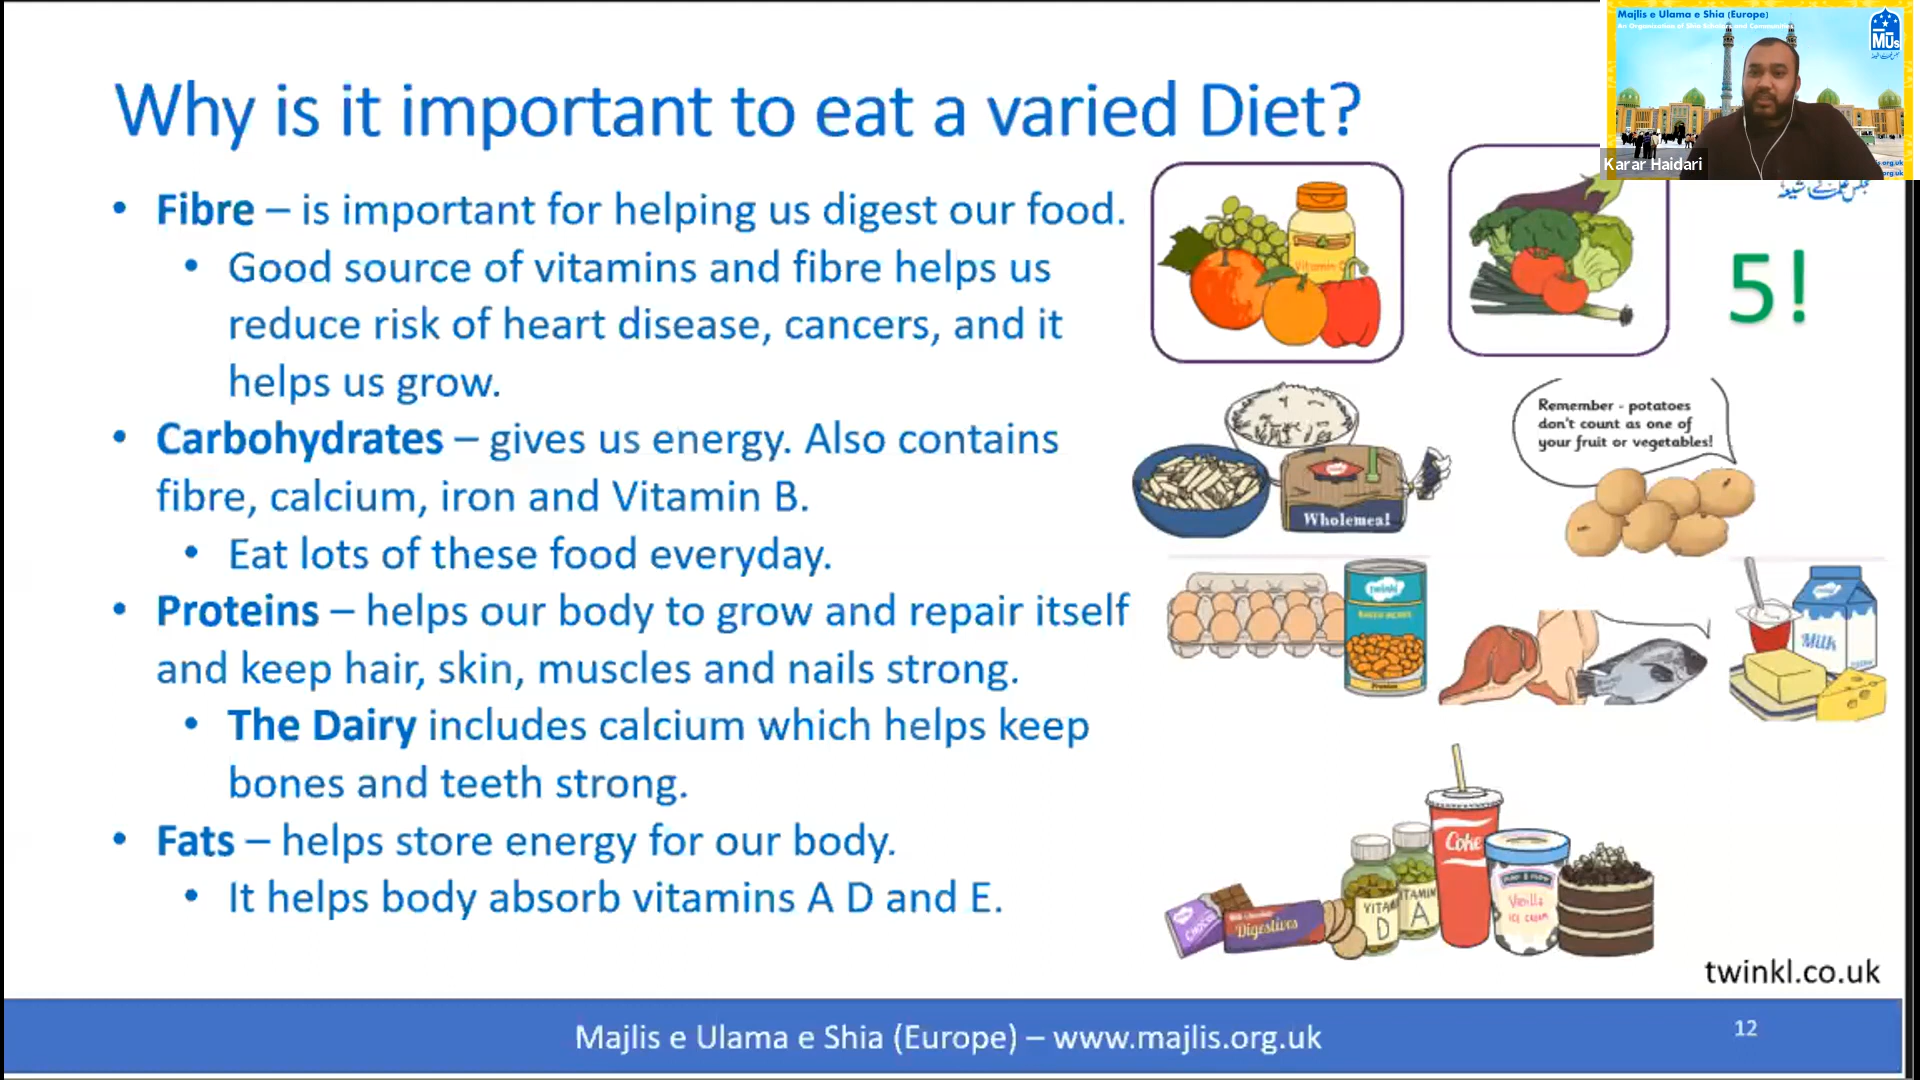 Why is it important to eat a varied Diet?
• Fibre – is important for helping us digest our food.
• Good source of vitamins and fibre helps us
reduce risk of heart disease, cancers, and it
helps us grow.
• Carbohydrates – gives us energy. Also contains
fibre, calcium, iron and Vitamin B.
• Eat lots of these food everyday.
• Proteins – helps our body to grow and repair itself
and keep hair, skin, muscles and nails strong.
• The Dairy includes calcium which helps keep
bones and teeth strong.
• Fats – helps store energy for our body.
• It helps body absorb vitamins A D and E.
Majlis e Ulama e Shia (Europe)
MUS
Karar Haidari
5!
Vitamin C
Remember - potatoes
don't count as one of
your fruit or vegetables!
Wholemeal
twinkl
Milk
Coke
Digestives
VITA
D
VITAMIN
A
Vanilla
ICE CREAM
twinkl.co.uk
Majlis e Ulama e Shia (Europe) – www.majlis.org.uk
12